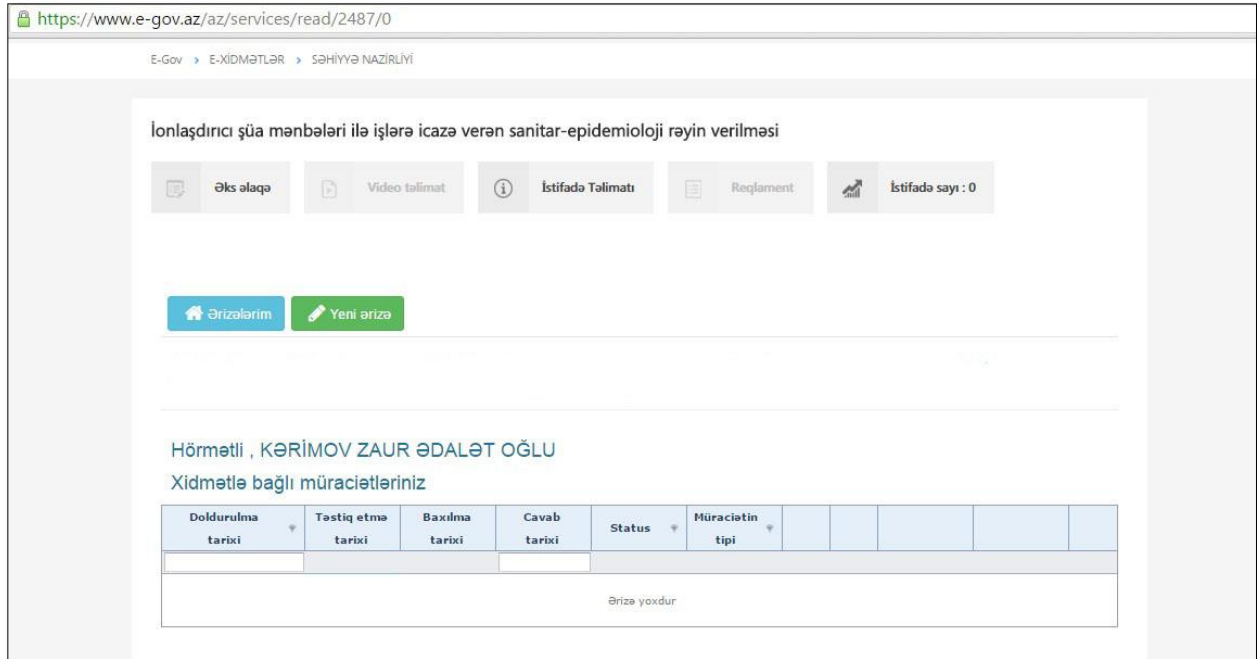 https://www.e-gov.az/az/services/read/2487/0
E-Gov > E-XİDMƏTLƏR > SƏHİYYƏ NAZİRLİYİ
İonlaşdırıcı şüa mənbələri ilə işlərə icazə verən sanitar-epidemioloji rəyin verilməsi
Əks əlaqə Video təlimat İstifadə Təlimatı Reqlament İstifadə sayı : 0
Ərizələrim Yeni ərizə
Hörmətli , KƏRİMOV ZAUR ƏDALƏT OĞLU
Xidmətlə bağlı müraciətləriniz
Doldurulma tarixi Təstiq etmə tarixi Baxılma tarixi Cavab tarixi Status Müraciətin tipi
Ərizə yoxdur